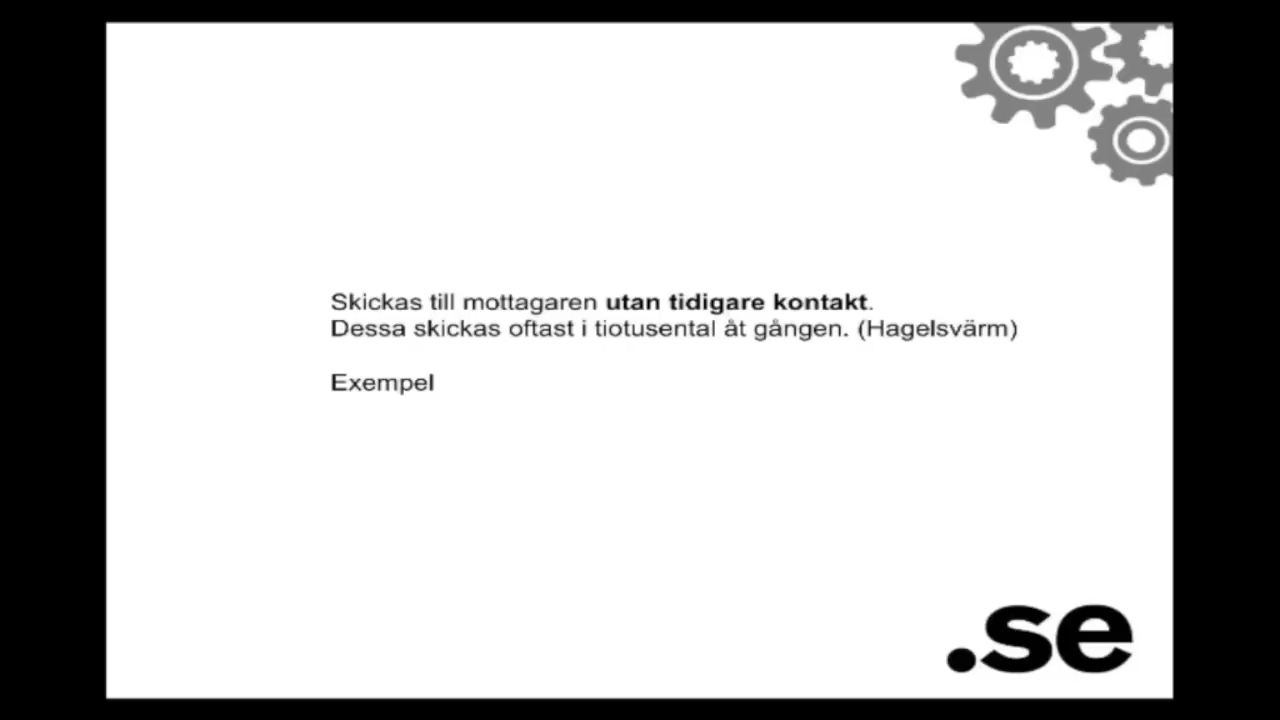 Skickas till mottagaren utan tidigare kontakt.
Dessa skickas oftast i tiotusental åt gången. (Hagelsvärm)
Exempel
.se